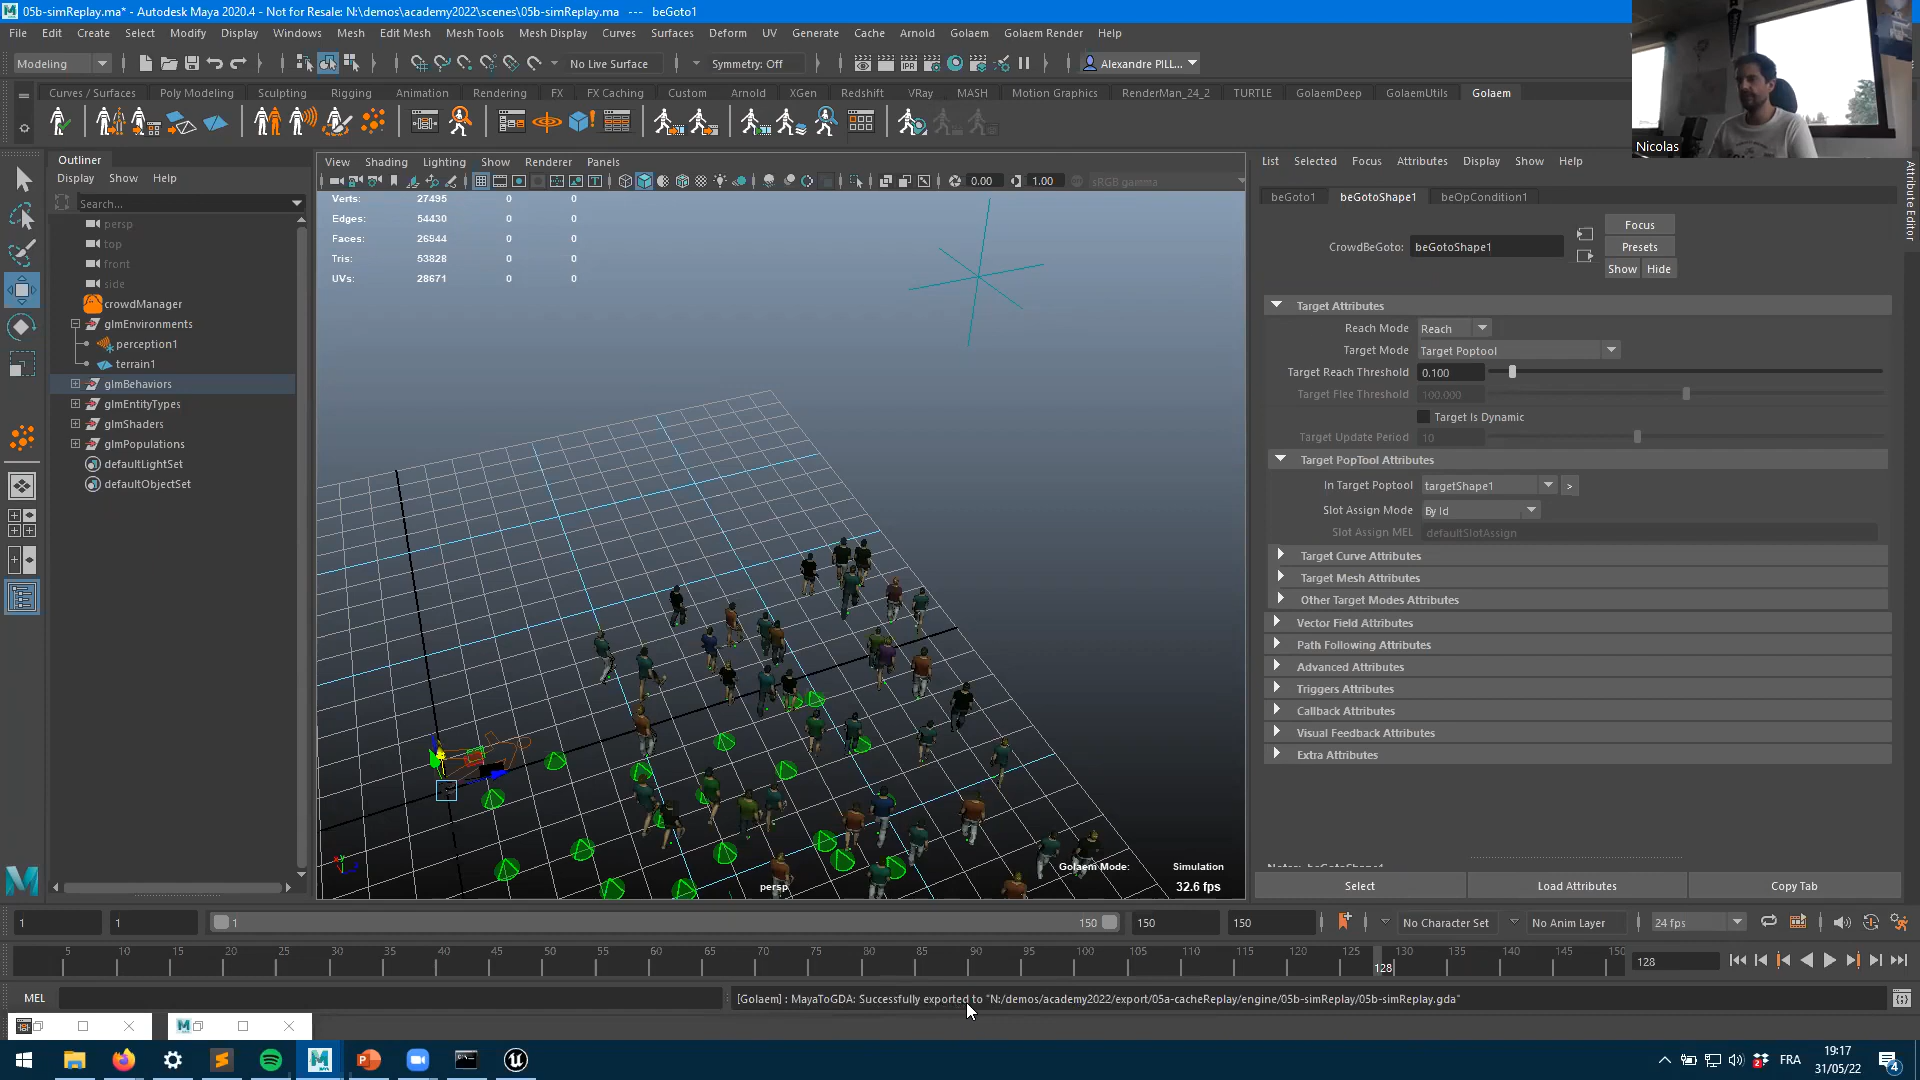 05b-simReplay.ma* - Autodesk Maya 2020.4 - Not for Resale: N:\demos\academy2022\scenes\05b-simReplay.ma --- beGoto1
File Edit Create Select Modify Display Windows Mesh Edit Mesh Mesh Tools Mesh Display Curves Surfaces Deform UV Generate Cache Arnold Golaem Golaem Render Help
Modeling No Live Surface Symmetry: Off Alexandre PILL...
Curves / Surfaces Poly Modeling Sculpting Rigging Animation Rendering FX FX Caching Custom Arnold XGen Redshift VRay MASH Motion Graphics RenderMan_24_2 TURTLE GolaemDeep GolaemUtils Golaem
IPR
Nicolas
Outliner
Display Show Help
Search...
persp
top
front
side
crowdManager
glmEnvironments
perception1
terrain1
glmBehaviors
glmEntityTypes
glmShaders
glmPopulations
defaultLightSet
defaultObjectSet
View Shading Lighting Show Renderer Panels
0.00 1.00 sRGB gamma
Verts: 27495 0 0
Edges: 54430 0 0
Faces: 26944 0 0
Tris: 53828 0 0
UVs: 28671 0 0
Golaem Mode: Simulation
persp 32.6 fps
List Selected Focus Attributes Display Show Help
Attribute Editor
beGoto1 beGotoShape1 beOpCondition1
Focus
CrowdBeGoto: beGotoShape1 Presets
Show Hide
Target Attributes
Reach Mode Reach
Target Mode Target Poptool
Target Reach Threshold 0.100
Target Flee Threshold 100.000
Target Is Dynamic
Target Update Period 10
Target PopTool Attributes
In Target Poptool targetShape1 >
Slot Assign Mode By Id
Slot Assign MEL defaultSlotAssign
Target Curve Attributes
Target Mesh Attributes
Other Target Modes Attributes
Vector Field Attributes
Path Following Attributes
Advanced Attributes
Triggers Attributes
Callback Attributes
Visual Feedback Attributes
Extra Attributes
Select Load Attributes Copy Tab
1 1 1 150 150 150 No Character Set No Anim Layer 24 fps
5 10 15 20 25 30 35 40 45 50 55 60 65 70 75 80 85 90 95 100 105 110 115 120 125 130 135 140 145 150
128 128
MEL [Golaem] : MayaToGDA: Successfully exported to "N:/demos/academy2022/export/05a-cacheReplay/engine/05b-simReplay/05b-simReplay.gda"
FRA 19:17
31/05/22
4